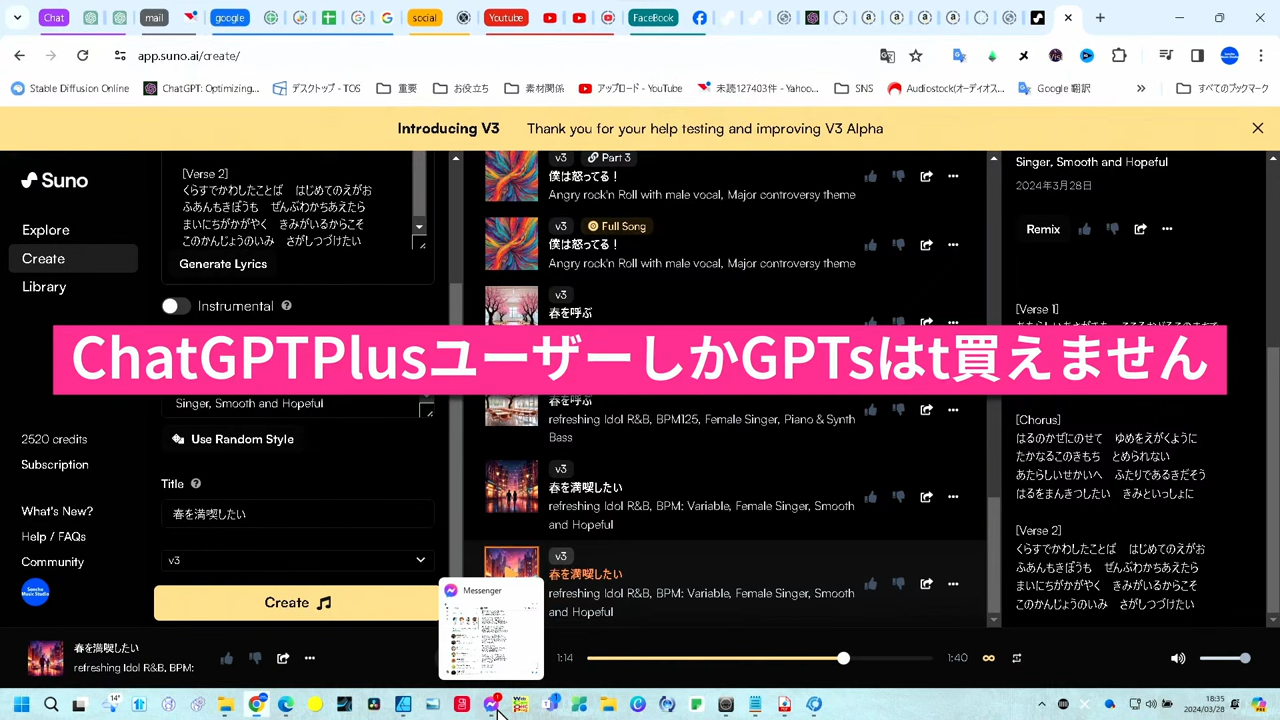 Chat
mail
google
social
Youtube
FaceBook
app.suno.ai/create/
Stable Diffusion Online
ChatGPT: Optimizing...
デスクトップ - TOS
重要
お役立ち
素材関係
アップロード - YouTube
未読127403件 - Yahoo...
SNS
Audiostock(オーディオス...
Google 翻訳
»
すべてのブックマーク
Introducing V3 Thank you for your help testing and improving V3 Alpha
Suno
Explore
Create
Library
2520 credits
Subscription
What's New?
Help / FAQs
Community
[Verse 2]
くらすでかわしたことば はじめてのえがお
ふあんもきぼうも ぜんぶわかちあえたら
まいにちがかがやく きみがいるからこそ
このかんじょうのいみ さがしつづけたい
Generate Lyrics
Instrumental
ChatGPTPlusユーザーしかGPTsはt買えません
Singer, Smooth and Hopeful
Use Random Style
Title
春を満喫したい
v3
Create
v3 Part 3
僕は怒ってる！
Angry rock'n Roll with male vocal, Major controversy theme
v3 Full Song
僕は怒ってる！
Angry rock'n Roll with male vocal, Major controversy theme
v3
春を呼ぶ
春を呼ぶ
refreshing Idol R&B, BPM125, Female Singer, Piano & Synth
Bass
v3
春を満喫したい
refreshing Idol R&B, BPM: Variable, Female Singer, Smooth
and Hopeful
v3
春を満喫したい
refreshing Idol R&B, BPM: Variable, Female Singer, Smooth
and Hopeful
Singer, Smooth and Hopeful
2024年3月28日
Remix
[Verse 1]
[Chorus]
はるのかぜにのせて ゆめをえがくように
たかなるこのきもち とめられない
あたらしいせかいへ ふたりであるきだそう
はるをまんきつしたい きみといっしょに
[Verse 2]
くらすでかわしたことば はじめてのえがお
ふあんもきぼうも ぜんぶわかちあえたら
まいにちがかがやく きみがいるからこそ
このかんじょうのいみ さがしつづけたい
Messenger
春を満喫したい
refreshing Idol R&B, BPM:
1:14
1:40
14°
2024/03/28